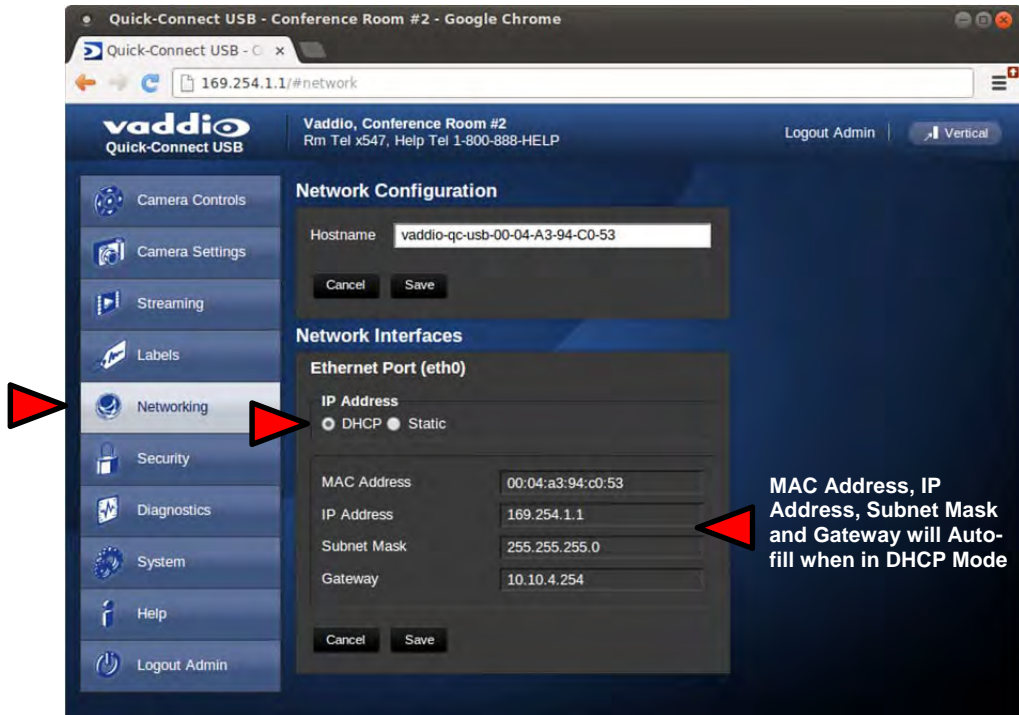 Quick-Connect USB - Conference Room #2 - Google Chrome
Quick-Connect USB - C
169.254.1.1/#network
vaddio
Quick-Connect USB
Vaddio, Conference Room #2
Rm Tel x547, Help Tel 1-800-888-HELP
Logout Admin
Vertical
Camera Controls
Camera Settings
Streaming
Labels
Networking
Security
Diagnostics
System
Help
Logout Admin
Network Configuration
Hostname vaddio-qc-usb-00-04-A3-94-C0-53
Cancel Save
Network Interfaces
Ethernet Port (eth0)
IP Address
DHCP Static
MAC Address 00:04:a3:94:c0:53
IP Address 169.254.1.1
Subnet Mask 255.255.255.0
Gateway 10.10.4.254
Cancel Save
MAC Address, IP
Address, Subnet Mask
and Gateway will Auto-
fill when in DHCP Mode